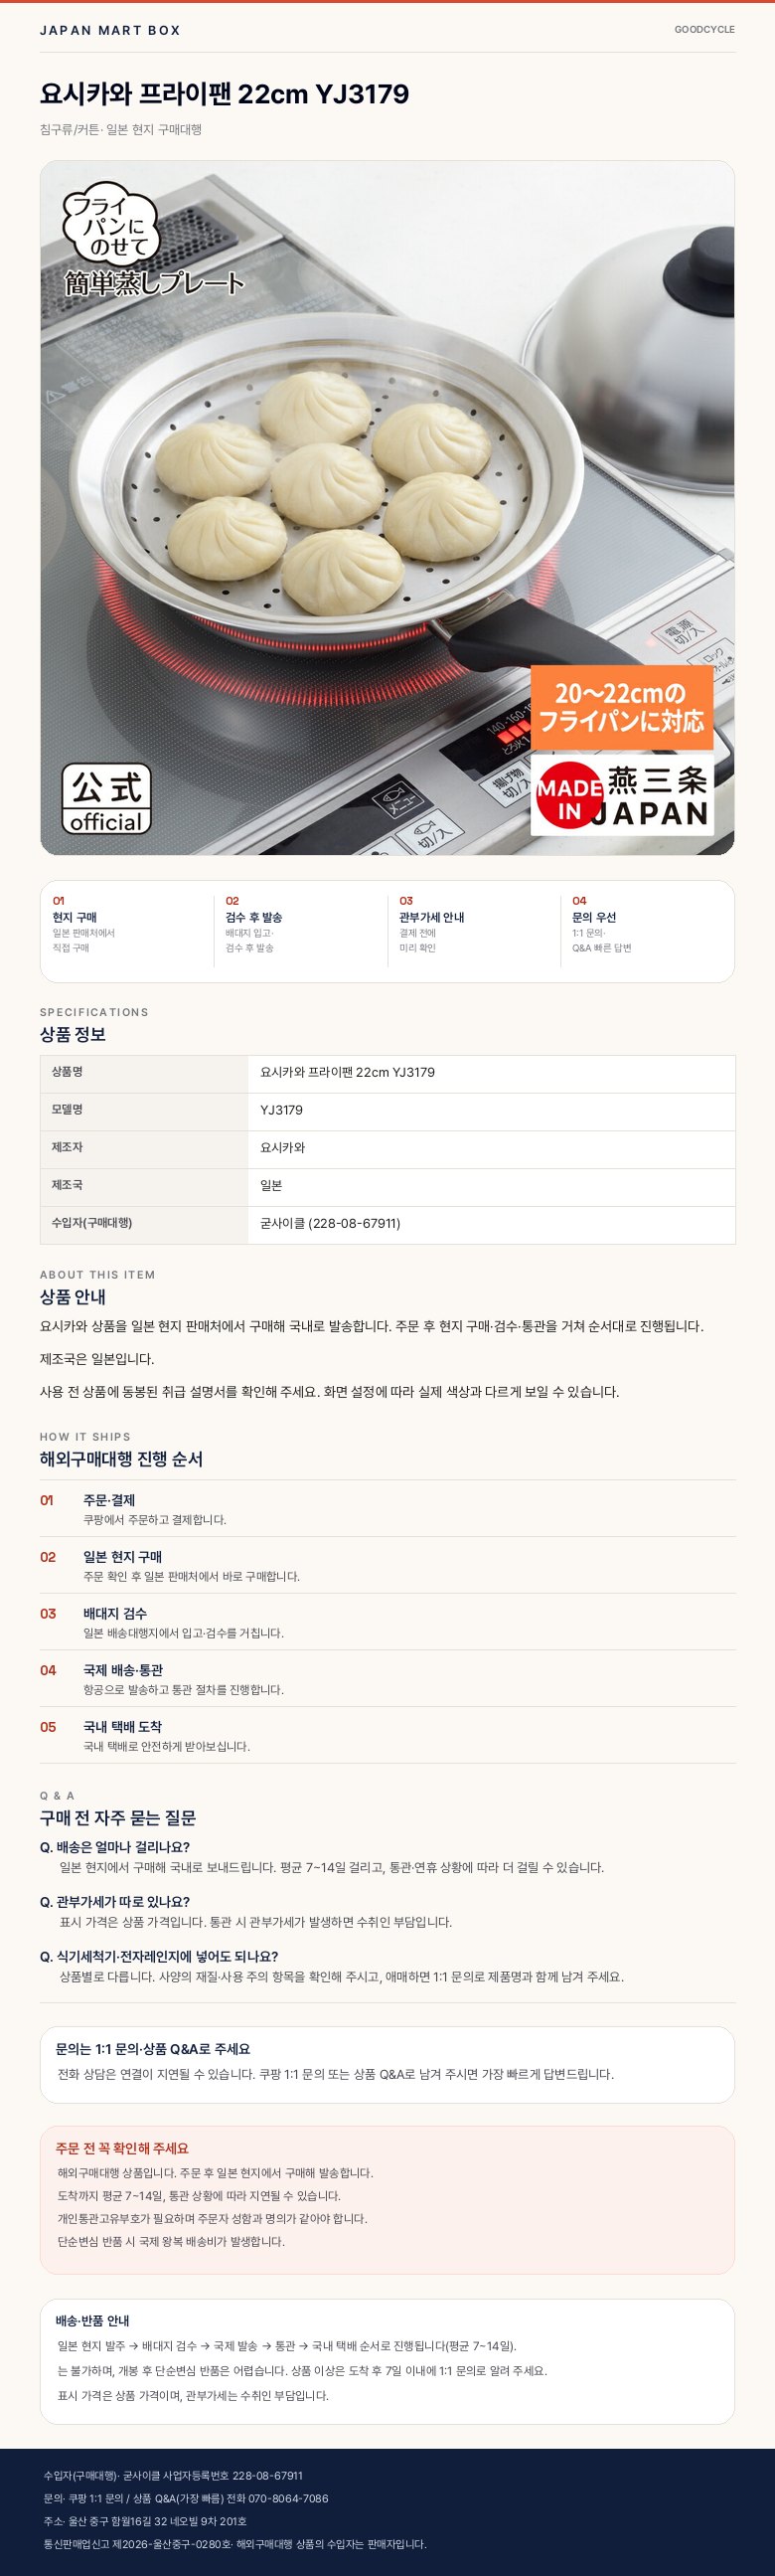 JAPAN MART BOX
GOODCYCLE
요시카와 프라이팬 22cm YJ3179
침구류/커튼· 일본 현지 구매대행
フライ
パンに
のせて
簡単蒸しプレート
20～22cmの
フライパンに対応
公式
official
MADE
IN
燕三条
JAPAN
電源
切/入
ロック
メニュー
切/入
揚げ物
切/入
01
현지 구매
일본 판매처에서
직접 구매
02
검수 후 발송
배대지 입고·
검수 후 발송
03
관부가세 안내
결제 전에
미리 확인
04
문의 우선
1:1 문의·
Q&A 빠른 답변
SPECIFICATIONS
상품 정보
상품명 요시카와 프라이팬 22cm YJ3179
모델명 YJ3179
제조자 요시카와
제조국 일본
수입자(구매대행) 굳사이클 (228-08-67911)
ABOUT THIS ITEM
상품 안내
요시카와 상품을 일본 현지 판매처에서 구매해 국내로 발송합니다. 주문 후 현지 구매·검수·통관을 거쳐 순서대로 진행됩니다.
제조국은 일본입니다.
사용 전 상품에 동봉된 취급 설명서를 확인해 주세요. 화면 설정에 따라 실제 색상과 다르게 보일 수 있습니다.
HOW IT SHIPS
해외구매대행 진행 순서
01 주문·결제
쿠팡에서 주문하고 결제합니다.
02 일본 현지 구매
주문 확인 후 일본 판매처에서 바로 구매합니다.
03 배대지 검수
일본 배송대행지에서 입고·검수를 거칩니다.
04 국제 배송·통관
항공으로 발송하고 통관 절차를 진행합니다.
05 국내 택배 도착
국내 택배로 안전하게 받아보십니다.
Q & A
구매 전 자주 묻는 질문
Q. 배송은 얼마나 걸리나요?
일본 현지에서 구매해 국내로 보내드립니다. 평균 7~14일 걸리고, 통관·연휴 상황에 따라 더 걸릴 수 있습니다.
Q. 관부가세가 따로 있나요?
표시 가격은 상품 가격입니다. 통관 시 관부가세가 발생하면 수취인 부담입니다.
Q. 식기세척기·전자레인지에 넣어도 되나요?
상품별로 다릅니다. 사양의 재질·사용 주의 항목을 확인해 주시고, 애매하면 1:1 문의로 제품명과 함께 남겨 주세요.
문의는 1:1 문의·상품 Q&A로 주세요
전화 상담은 연결이 지연될 수 있습니다. 쿠팡 1:1 문의 또는 상품 Q&A로 남겨 주시면 가장 빠르게 답변드립니다.
주문 전 꼭 확인해 주세요
해외구매대행 상품입니다. 주문 후 일본 현지에서 구매해 발송합니다.
도착까지 평균 7~14일, 통관 상황에 따라 지연될 수 있습니다.
개인통관고유부호가 필요하며 주문자 성함과 명의가 같아야 합니다.
단순변심 반품 시 국제 왕복 배송비가 발생합니다.
배송·반품 안내
일본 현지 발주 → 배대지 검수 → 국제 발송 → 통관 → 국내 택배 순서로 진행됩니다(평균 7~14일).
는 불가하며, 개봉 후 단순변심 반품은 어렵습니다. 상품 이상은 도착 후 7일 이내에 1:1 문의로 알려 주세요.
표시 가격은 상품 가격이며, 관부가세는 수취인 부담입니다.
수입자(구매대행)· 굳사이클 사업자등록번호 228-08-67911
문의· 쿠팡 1:1 문의 / 상품 Q&A(가장 빠름) 전화 070-8064-7086
주소· 울산 중구 함월16길 32 네오빌 9차 201호
통신판매업신고 제2026-울산중구-0280호· 해외구매대행 상품의 수입자는 판매자입니다.